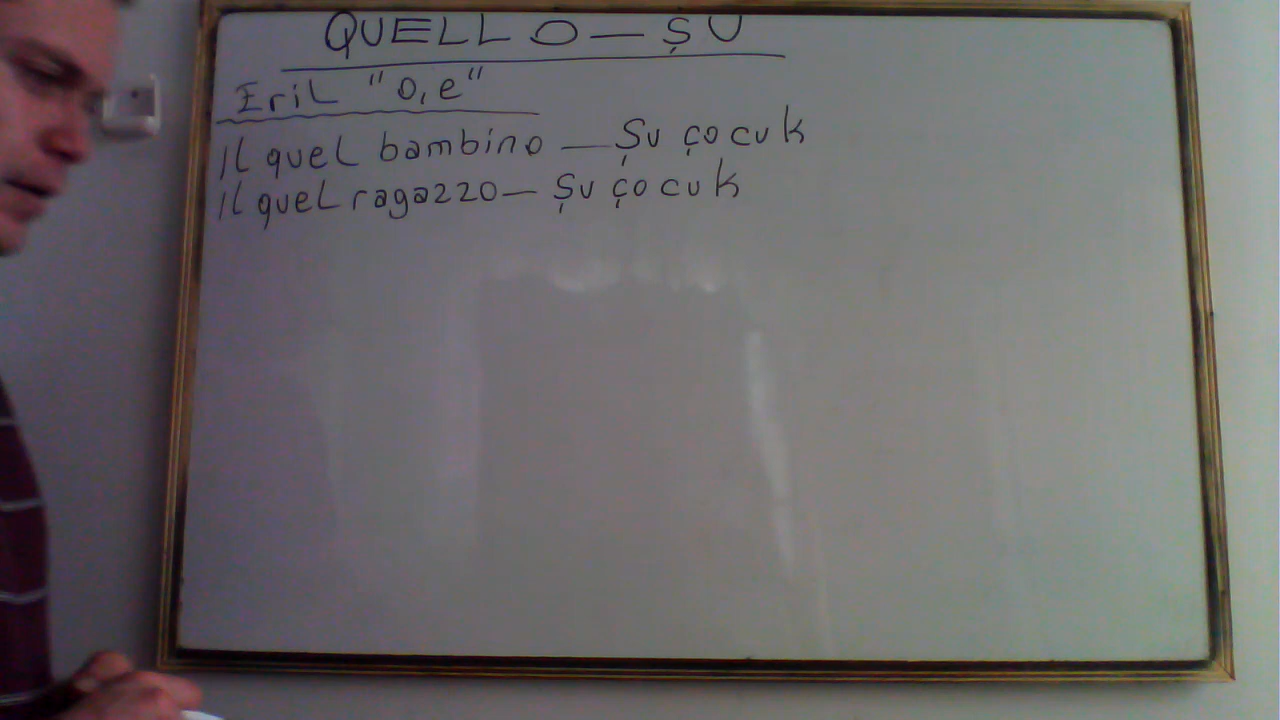 QUELLO — ŞU
Eril "o, e"
il quel bambino — Şu çocuk
il quel ragazzo — Şu çocuk